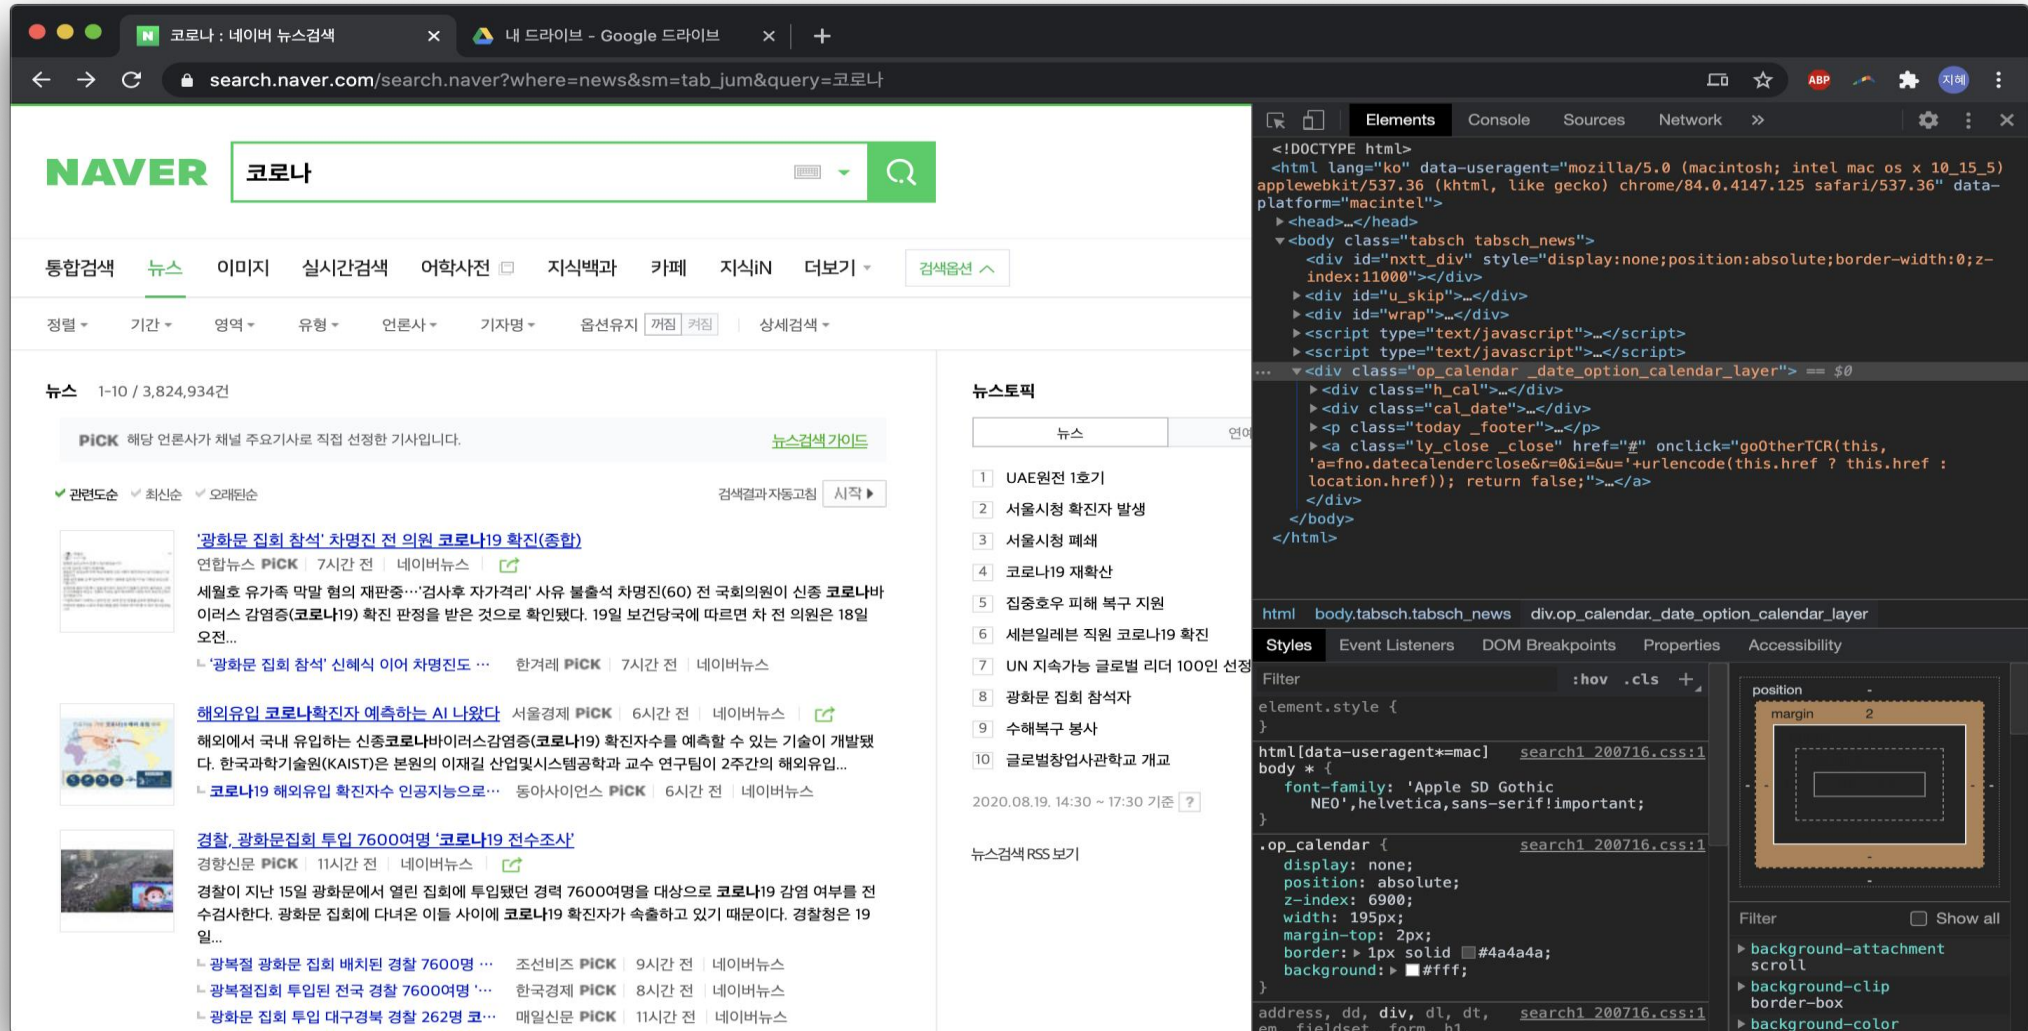 코로나 : 네이버 뉴스검색
내 드라이브 - Google 드라이브
search.naver.com/search.naver?where=news&sm=tab_jum&query=코로나
ABP
지혜
NAVER
코로나
통합검색 뉴스 이미지 실시간검색 어학사전 지식백과 카페 지식iN 더보기 검색옵션
정렬 기간 영역 유형 언론사 기자명 옵션유지 꺼짐 켜짐 상세검색
뉴스 1-10 / 3,824,934건
PiCK 해당 언론사가 채널 주요기사로 직접 선정한 기사입니다. 뉴스검색 가이드
관련도순 최신순 오래된순 검색결과 자동고침 시작
'광화문 집회 참석' 차명진 전 의원 코로나19 확진(종합)
연합뉴스 PiCK 7시간 전 네이버뉴스
세월호 유가족 막말 혐의 재판중…'검사후 자가격리' 사유 불출석 차명진(60) 전 국회의원이 신종 코로나바
이러스 감염증(코로나19) 확진 판정을 받은 것으로 확인됐다. 19일 보건당국에 따르면 차 전 의원은 18일
오전...
'광화문 집회 참석' 신혜식 이어 차명진도 … 한겨레 PiCK 7시간 전 네이버뉴스
해외유입 코로나확진자 예측하는 AI 나왔다 서울경제 PiCK 6시간 전 네이버뉴스
해외에서 국내 유입하는 신종코로나바이러스감염증(코로나19) 확진자수를 예측할 수 있는 기술이 개발됐
다. 한국과학기술원(KAIST)은 본원의 이재길 산업및시스템공학과 교수 연구팀이 2주간의 해외유입...
코로나19 해외유입 확진자수 인공지능으로… 동아사이언스 PiCK 6시간 전 네이버뉴스
경찰, 광화문집회 투입 7600여명 '코로나19 전수조사'
경향신문 PiCK 11시간 전 네이버뉴스
경찰이 지난 15일 광화문에서 열린 집회에 투입됐던 경력 7600여명을 대상으로 코로나19 감염 여부를 전
수검사한다. 광화문 집회에 다녀온 이들 사이에 코로나19 확진자가 속출하고 있기 때문이다. 경찰청은 19
일...
광복절 광화문 집회 배치된 경찰 7600명 … 조선비즈 PiCK 9시간 전 네이버뉴스
광복절집회 투입된 전국 경찰 7600여명 '… 한국경제 PiCK 8시간 전 네이버뉴스
광화문 집회 투입 대구경북 경찰 262명 코… 매일신문 PiCK 11시간 전 네이버뉴스
뉴스토픽
뉴스
1 UAE원전 1호기
2 서울시청 확진자 발생
3 서울시청 폐쇄
4 코로나19 재확산
5 집중호우 피해 복구 지원
6 세븐일레븐 직원 코로나19 확진
7 UN 지속가능 글로벌 리더 100인 선정
8 광화문 집회 참석자
9 수해복구 봉사
10 글로벌창업사관학교 개교
2020.08.19. 14:30 ~ 17:30 기준 ?
뉴스검색 RSS 보기
Elements Console Sources Network »
<!DOCTYPE html>
<html lang="ko" data-useragent="mozilla/5.0 (macintosh; intel mac os x 10_15_5)
applewebkit/537.36 (khtml, like gecko) chrome/84.0.4147.125 safari/537.36" data-
platform="macintel">
<head>…</head>
<body class="tabsch tabsch_news">
<div id="nxtt_div" style="display:none;position:absolute;border-width:0;z-
index:11000"></div>
<div id="u_skip">…</div>
<div id="wrap">…</div>
<script type="text/javascript">…</script>
<script type="text/javascript">…</script>
… <div class="op_calendar _date_option_calendar_layer"> == $0
<div class="h_cal">…</div>
<div class="cal_date">…</div>
<p class="today _footer">…</p>
<a class="ly_close _close" href="#" onclick="goOtherTCR(this,
'a=fno.datecalenderclose&r=0&i=&u='+urlencode(this.href ? this.href :
location.href)); return false;">…</a>
</div>
</body>
</html>
html body.tabsch.tabsch_news div.op_calendar._date_option_calendar_layer
Styles Event Listeners DOM Breakpoints Properties Accessibility
Filter :hov .cls +
element.style {
}
html[data-useragent*=mac] search1_200716.css:1
body * {
font-family: 'Apple SD Gothic
NEO',helvetica,sans-serif!important;
}
.op_calendar { search1_200716.css:1
display: none;
position: absolute;
z-index: 6900;
width: 195px;
margin-top: 2px;
border: 1px solid #4a4a4a;
background: #fff;
}
address, dd, div, dl, dt, search1_200716.css:1
em, fieldset, form, h1
position -
margin 2
Filter Show all
background-attachment
scroll
background-clip
border-box
background-color